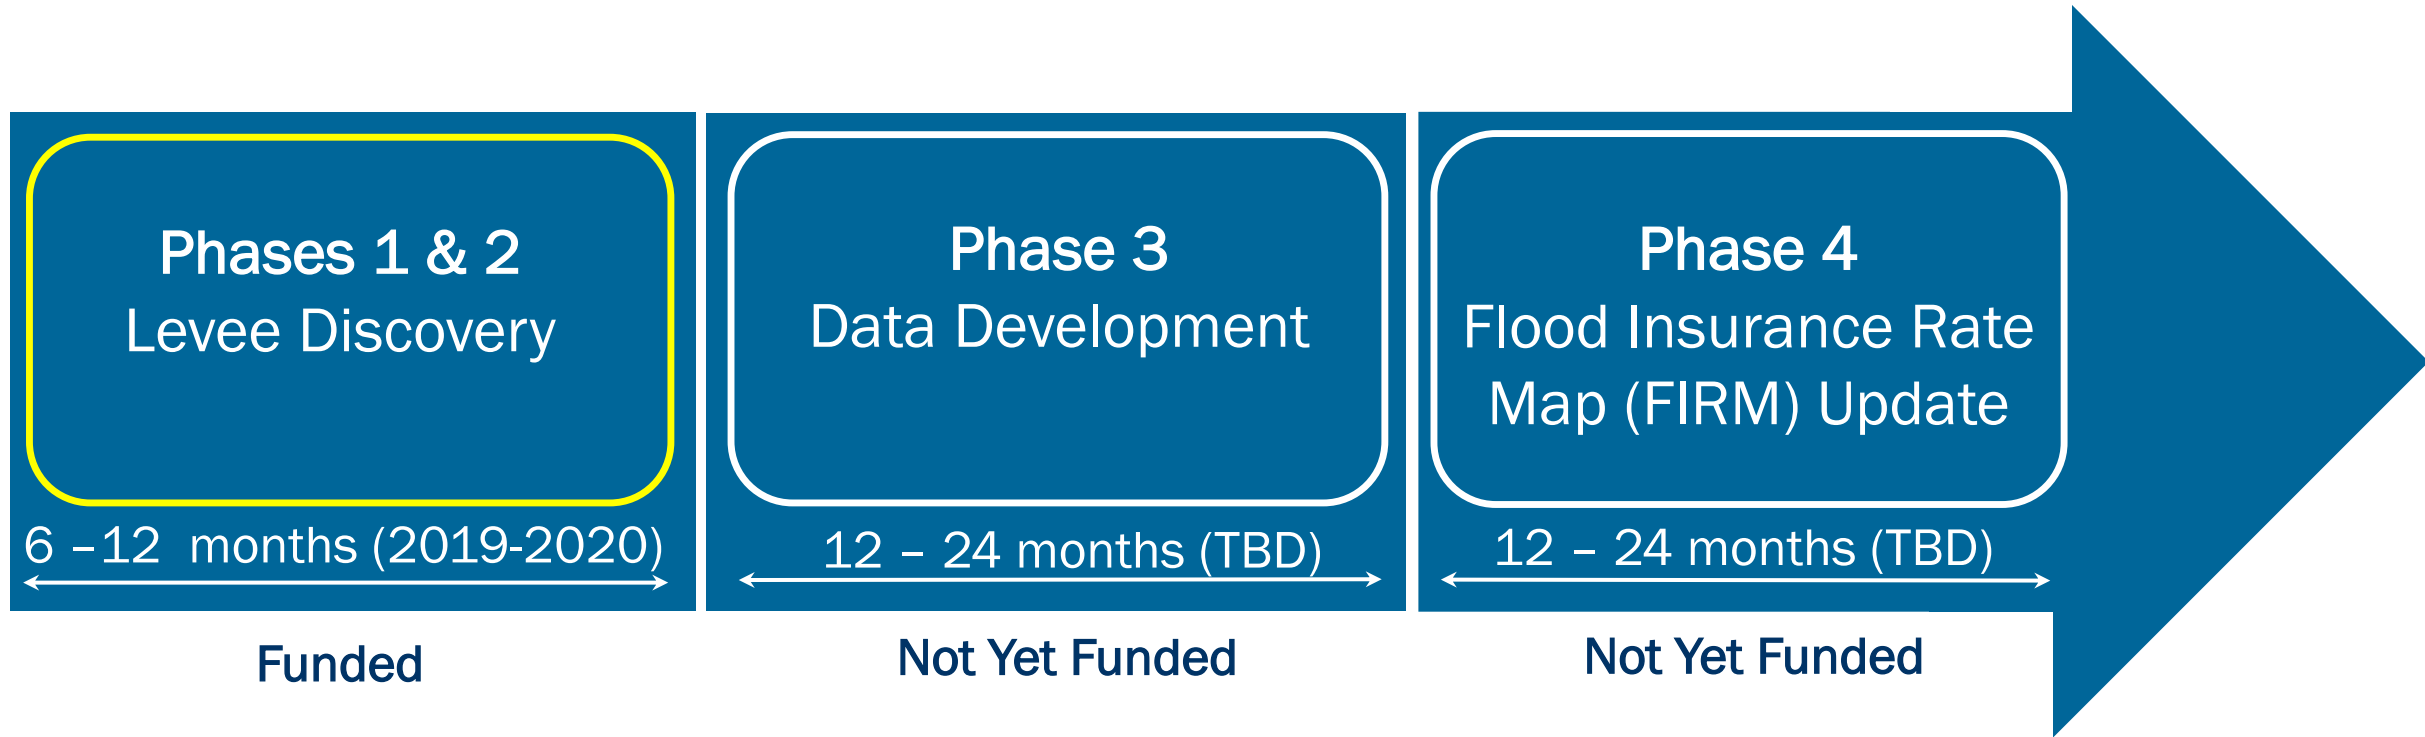 Phases 1 & 2
Levee Discovery
6 –12 months (2019-2020)
Funded
Phase 3
Data Development
12 – 24 months (TBD)
Not Yet Funded
Phase 4
Flood Insurance Rate
Map (FIRM) Update
12 – 24 months (TBD)
Not Yet Funded